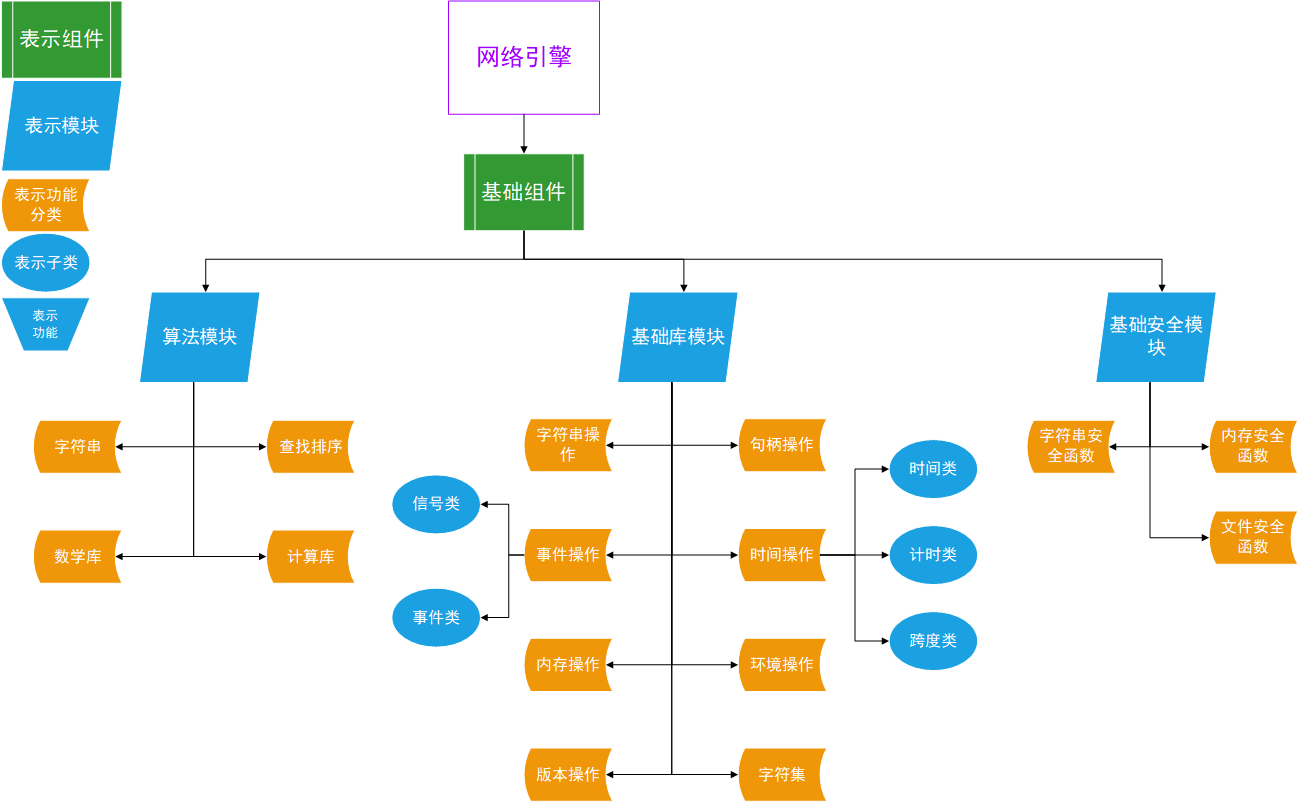 表示组件
表示模块
表示功能
分类
表示子类
表示
功能
网络引擎
基础组件
算法模块
基础库模块
基础安全模
块
字符串
查找排序
数学库
计算库
字符串操
作
句柄操作
信号类
事件类
事件操作
时间操作
时间类
计时类
跨度类
内存操作
环境操作
版本操作
字符集
字符串安
全函数
内存安全
函数
文件安全
函数